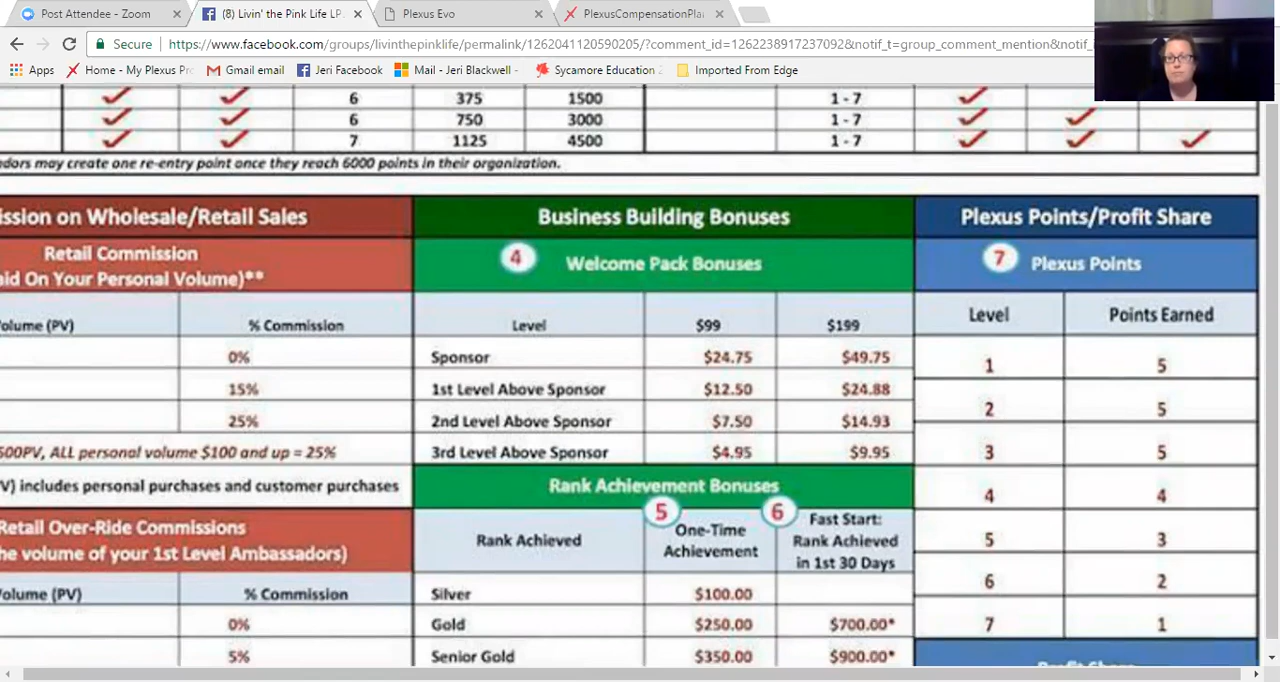 Post Attendee - Zoom
(8) Livin' the Pink Life LP
Plexus Evo
PlexusCompensationPla
Secure
https://www.facebook.com/groups/livinthepinklife/permalink/1262041120590205/?comment_id=1262238917237092&notif_t=group_comment_mention&notif_
Apps
Home - My Plexus Pr
Gmail email
Jeri Facebook
Mail - Jeri
Sycamore Education
Imported From Edge
6 375 1500 1 - 7
6 750 3000 1 - 7
7 1125 4500 1 - 7
adors may create one re-entry point once they reach 6000 points in their organization.
ission on Wholesale/Retail Sales
Retail Commission
aid On Your Personal Volume)**
olume (PV) % Commission
0%
15%
25%
500PV, ALL personal volume $100 and up = 25%
V) includes personal purchases and customer purchases
Retail Over-Ride Commissions
he volume of your 1st Level Ambassadors)
olume (PV) % Commission
0%
5%
Business Building Bonuses
4 Welcome Pack Bonuses
Level $99 $199
Sponsor $24.75 $49.75
1st Level Above Sponsor $12.50 $24.88
2nd Level Above Sponsor $7.50 $14.93
3rd Level Above Sponsor $4.95 $9.95
Rank Achievement Bonuses
5 6
Rank Achieved
One-Time
Achievement
Fast Start:
Rank Achieved
in 1st 30 Days
Silver $100.00
Gold $250.00 $700.00*
Senior Gold $350.00 $900.00*
Plexus Points/Profit Share
7 Plexus Points
Level Points Earned
1 5
2 5
3 5
4 4
5 3
6 2
7 1
Profit Share